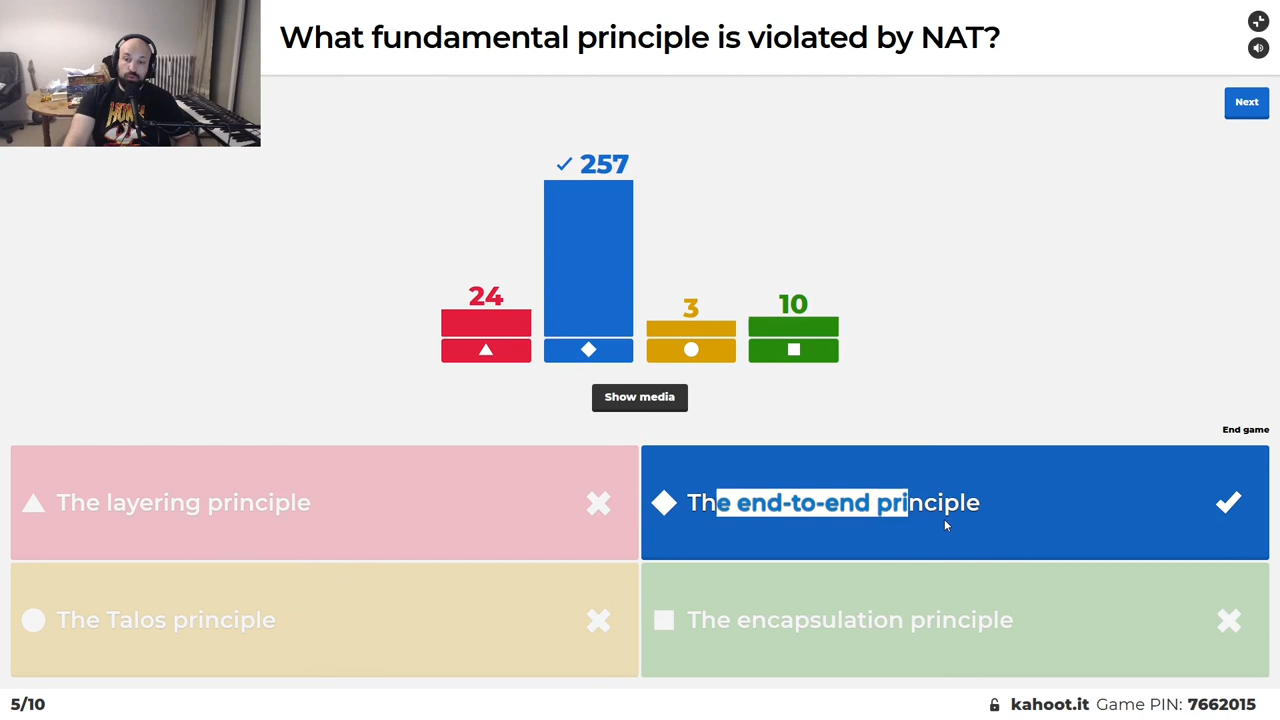 What fundamental principle is violated by NAT?
Next
257
24
3
10
Show media
End game
The layering principle
The end-to-end principle
The Talos principle
The encapsulation principle
5/10
kahoot.it Game PIN: 7662015